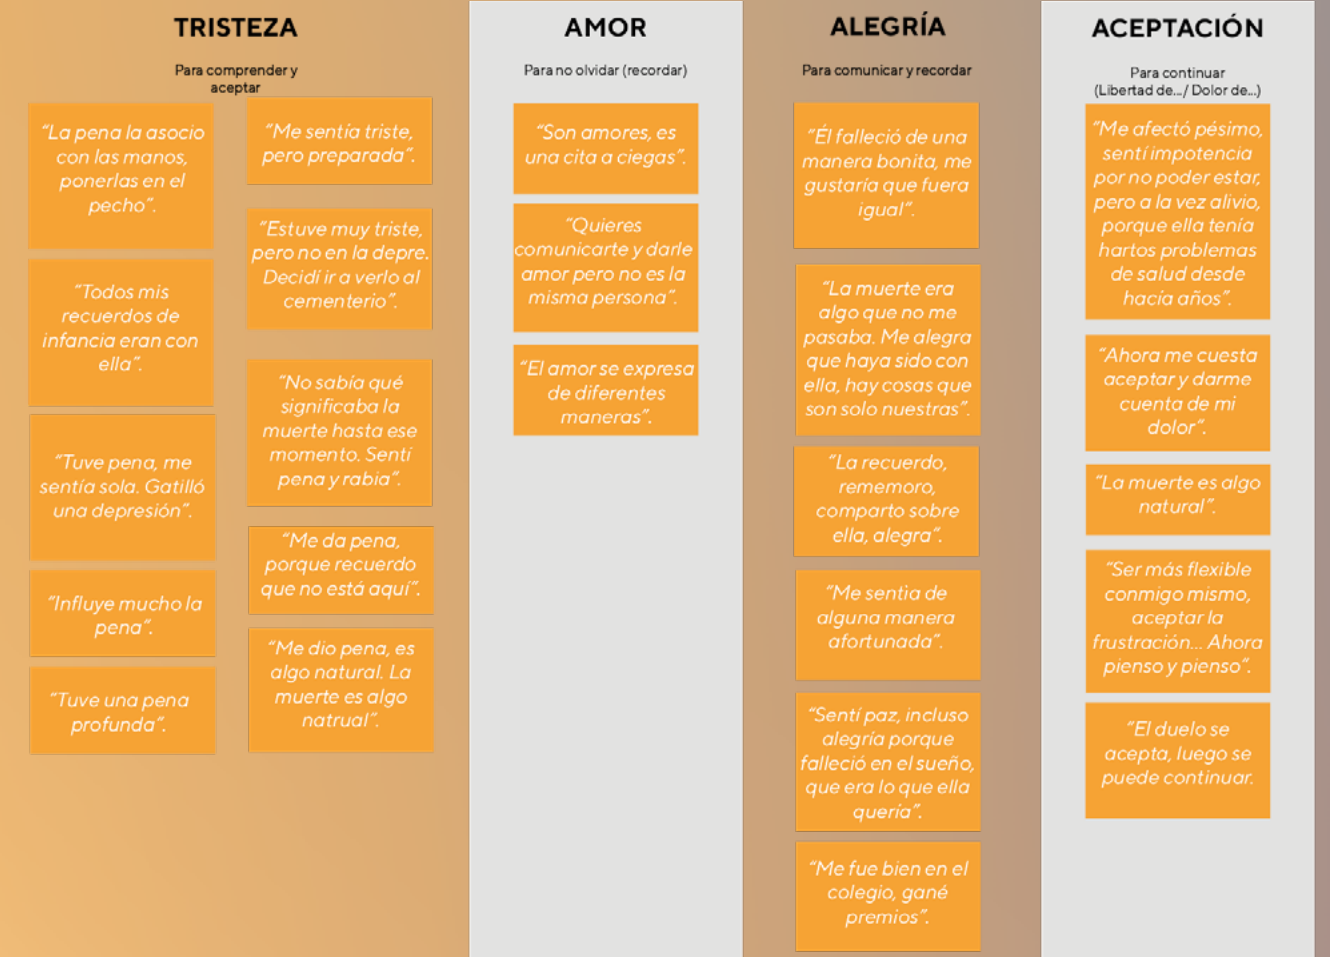 TRISTEZA
Para comprender y
aceptar
“La pena la asocio
con las manos,
ponerlas en el
pecho”.
“Todos mis
recuerdos de
infancia eran con
ella”.
“Tuve pena, me
sentía sola. Gatilló
una depresión”.
“Influye mucho la
pena”.
“Tuve una pena
profunda”.
“Me sentía triste,
pero preparada”.
“Estuve muy triste,
pero no en la depre.
Decidí ir a verlo al
cementerio”.
“No sabía qué
significaba la
muerte hasta ese
momento. Sentí
pena y rabia”.
“Me da pena,
porque recuerdo
que no está aquí”.
“Me dio pena, es
algo natural. La
muerte es algo
natrual”.
AMOR
Para no olvidar (recordar)
“Son amores, es
una cita a ciegas”.
“Quieres
comunicarte y darle
amor pero no es la
misma persona”.
“El amor se expresa
de diferentes
maneras”.
ALEGRÍA
Para comunicar y recordar
“Él falleció de una
manera bonita, me
gustaría que fuera
igual”.
“La muerte era
algo que no me
pasaba. Me alegra
que haya sido con
ella, hay cosas que
son solo nuestras”.
“La recuerdo,
rememoro,
comparto sobre
ella, alegra”.
“Me sentìa de
alguna manera
afortunada”.
“Sentí paz, incluso
alegría porque
falleció en el sueño,
que era lo que ella
quería”.
“Me fue bien en el
colegio, gané
premios”.
ACEPTACIÓN
Para continuar
(Libertad de.../ Dolor de...)
“Me afectó pésimo,
sentí impotencia
por no poder estar,
pero a la vez alivio,
porque ella tenía
hartos problemas
de salud desde
hacía años”.
“Ahora me cuesta
aceptar y darme
cuenta de mi
dolor”.
“La muerte es algo
natural”.
“Ser más flexible
conmigo mismo,
aceptar la
frustración... Ahora
pienso y pienso”.
“El duelo se
acepta, luego se
puede continuar.